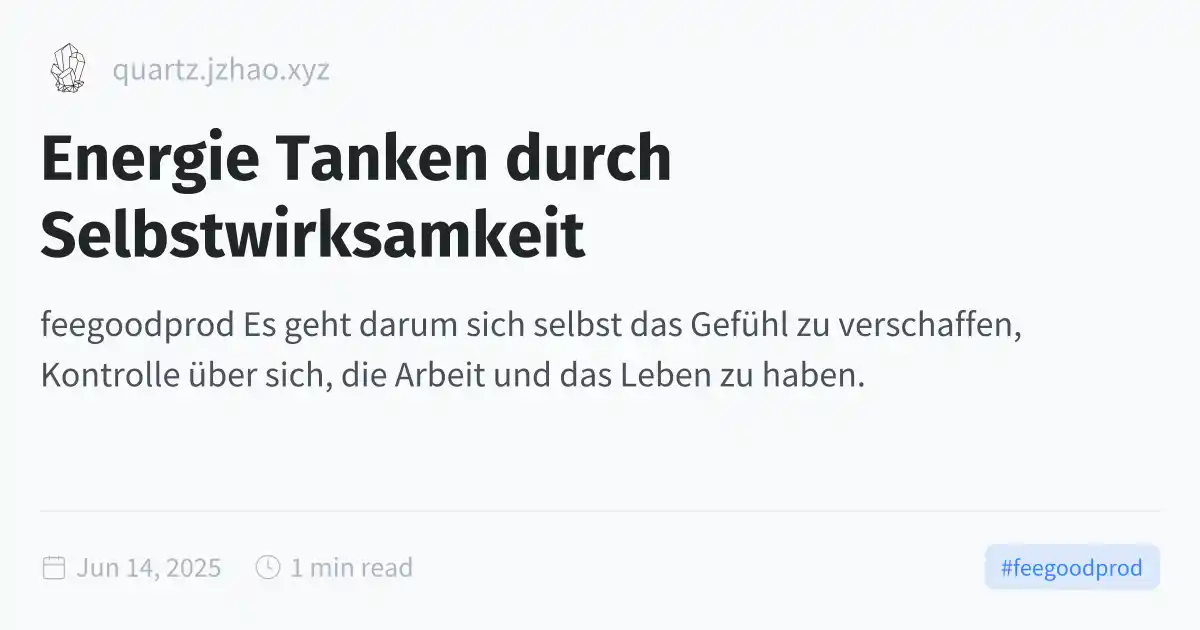 quartz.jzhao.xyz
Energie Tanken durch
Selbstwirksamkeit
feegoodprod Es geht darum sich selbst das Gefühl zu verschaffen,
Kontrolle über sich, die Arbeit und das Leben zu haben.
Jun 14, 2025 1 min read #feegoodprod